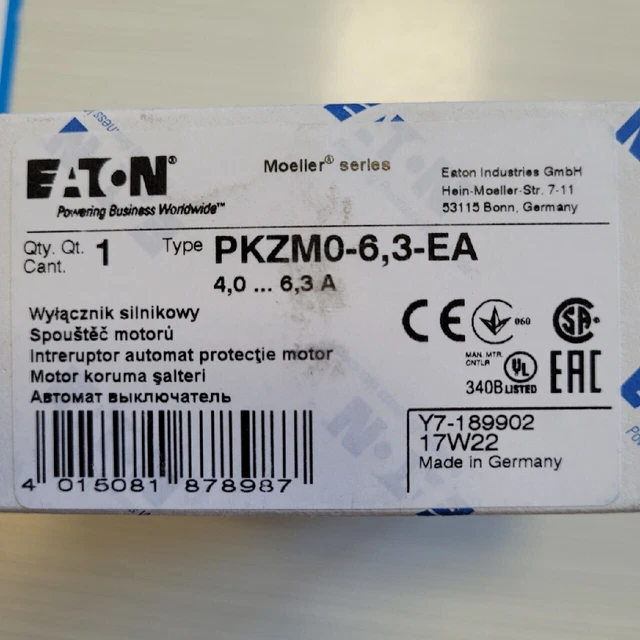 EATON®
Powering Business Worldwide™
Moeller® series
Eaton Industries GmbH
Hein-Moeller-Str. 7-11
53115 Bonn, Germany
Qty. Qt.
Cant.
1
Type PKZM0-6,3-EA
4,0 ... 6,3 A
Wyłącznik silnikowy
Spouštěč motorů
Intreruptor automat protecţie motor
Motor koruma şalteri
Автомат выключатель
CE
060
SA
MAN. MTR.
CNTLR
340B
UL
LISTED
EAC
Y7-189902
17W22
Made in Germany
4 015081 878987